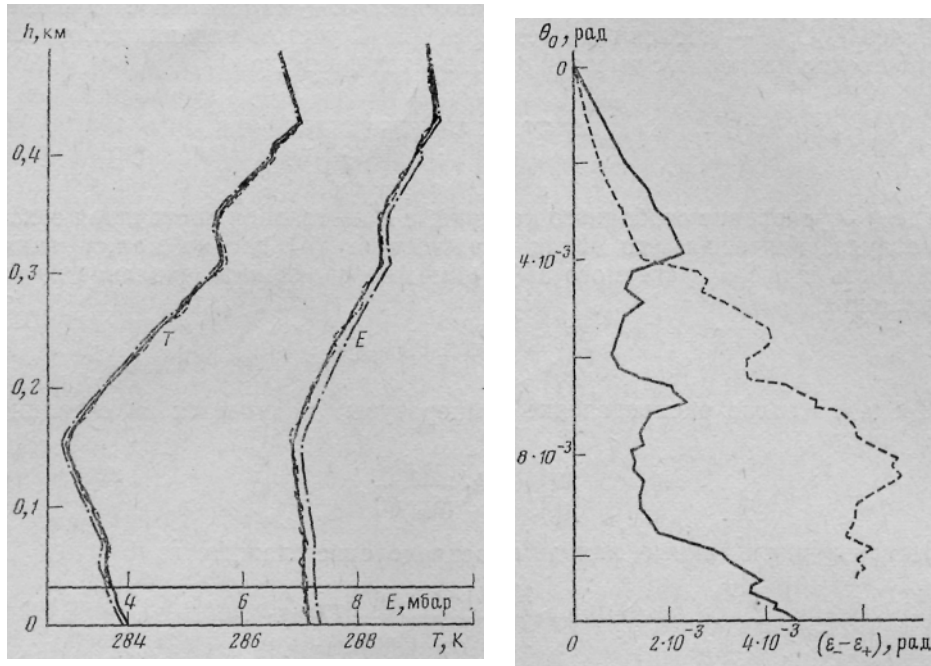 h, км
0,4
0,3
0,2
0,1
0
T
E
4
6
8
E, мбар
284
286
288
T, К
θ₀, рад
0
4·10⁻³
8·10⁻³
0
2·10⁻³
4·10⁻³
(ε₋–ε₊), рад